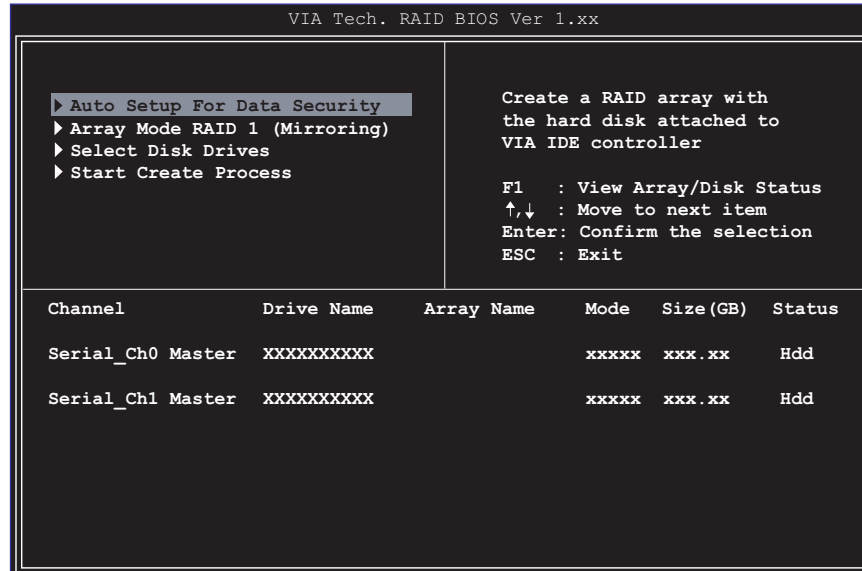 VIA Tech. RAID BIOS Ver 1.xx
Auto Setup For Data Security
Array Mode RAID 1 (Mirroring)
Select Disk Drives
Start Create Process
Create a RAID array with
the hard disk attached to
VIA IDE controller
F1 : View Array/Disk Status
↑,↓ : Move to next item
Enter: Confirm the selection
ESC : Exit
Channel Drive Name Array Name Mode Size(GB) Status
Serial_Ch0 Master XXXXXXXXXX xxxxx xxx.xx Hdd
Serial_Ch1 Master XXXXXXXXXX xxxxx xxx.xx Hdd